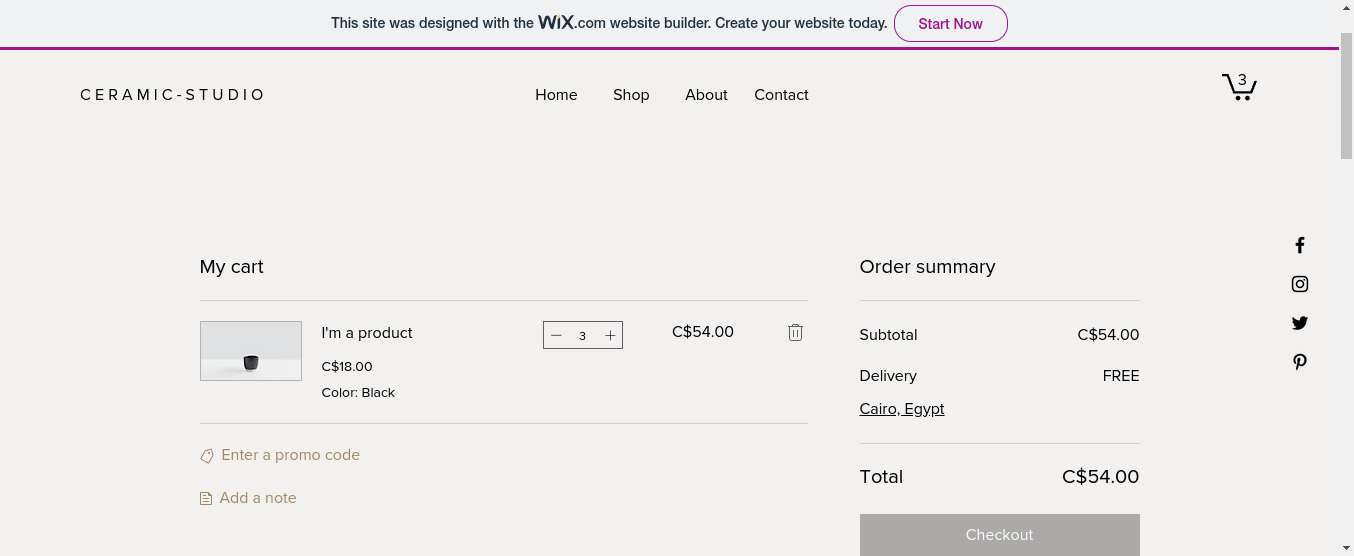 This site was designed with the WiX.com website builder. Create your website today. Start Now
CERAMIC-STUDIO Home Shop About Contact 3
My cart
I'm a product 3 C$54.00
C$18.00
Color: Black
Enter a promo code
Add a note
Order summary
Subtotal C$54.00
Delivery FREE
Cairo, Egypt
Total C$54.00
Checkout